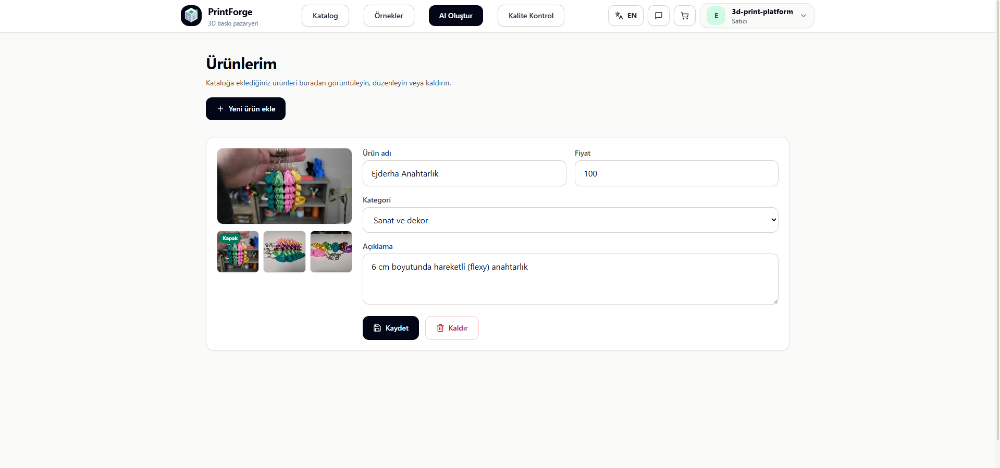 PrintForge
3D baskı pazaryeri
Katalog
Örnekler
AI Oluştur
Kalite Kontrol
EN
E
3d-print-platform
Satıcı
Ürünlerim
Kataloğa eklediğiniz ürünleri buradan görüntüleyin, düzenleyin veya kaldırın.
Yeni ürün ekle
Ürün adı
Fiyat
Ejderha Anahtarlık
100
Kategori
Sanat ve dekor
Kapak
Açıklama
6 cm boyutunda hareketli (flexy) anahtarlık
Kaydet
Kaldır